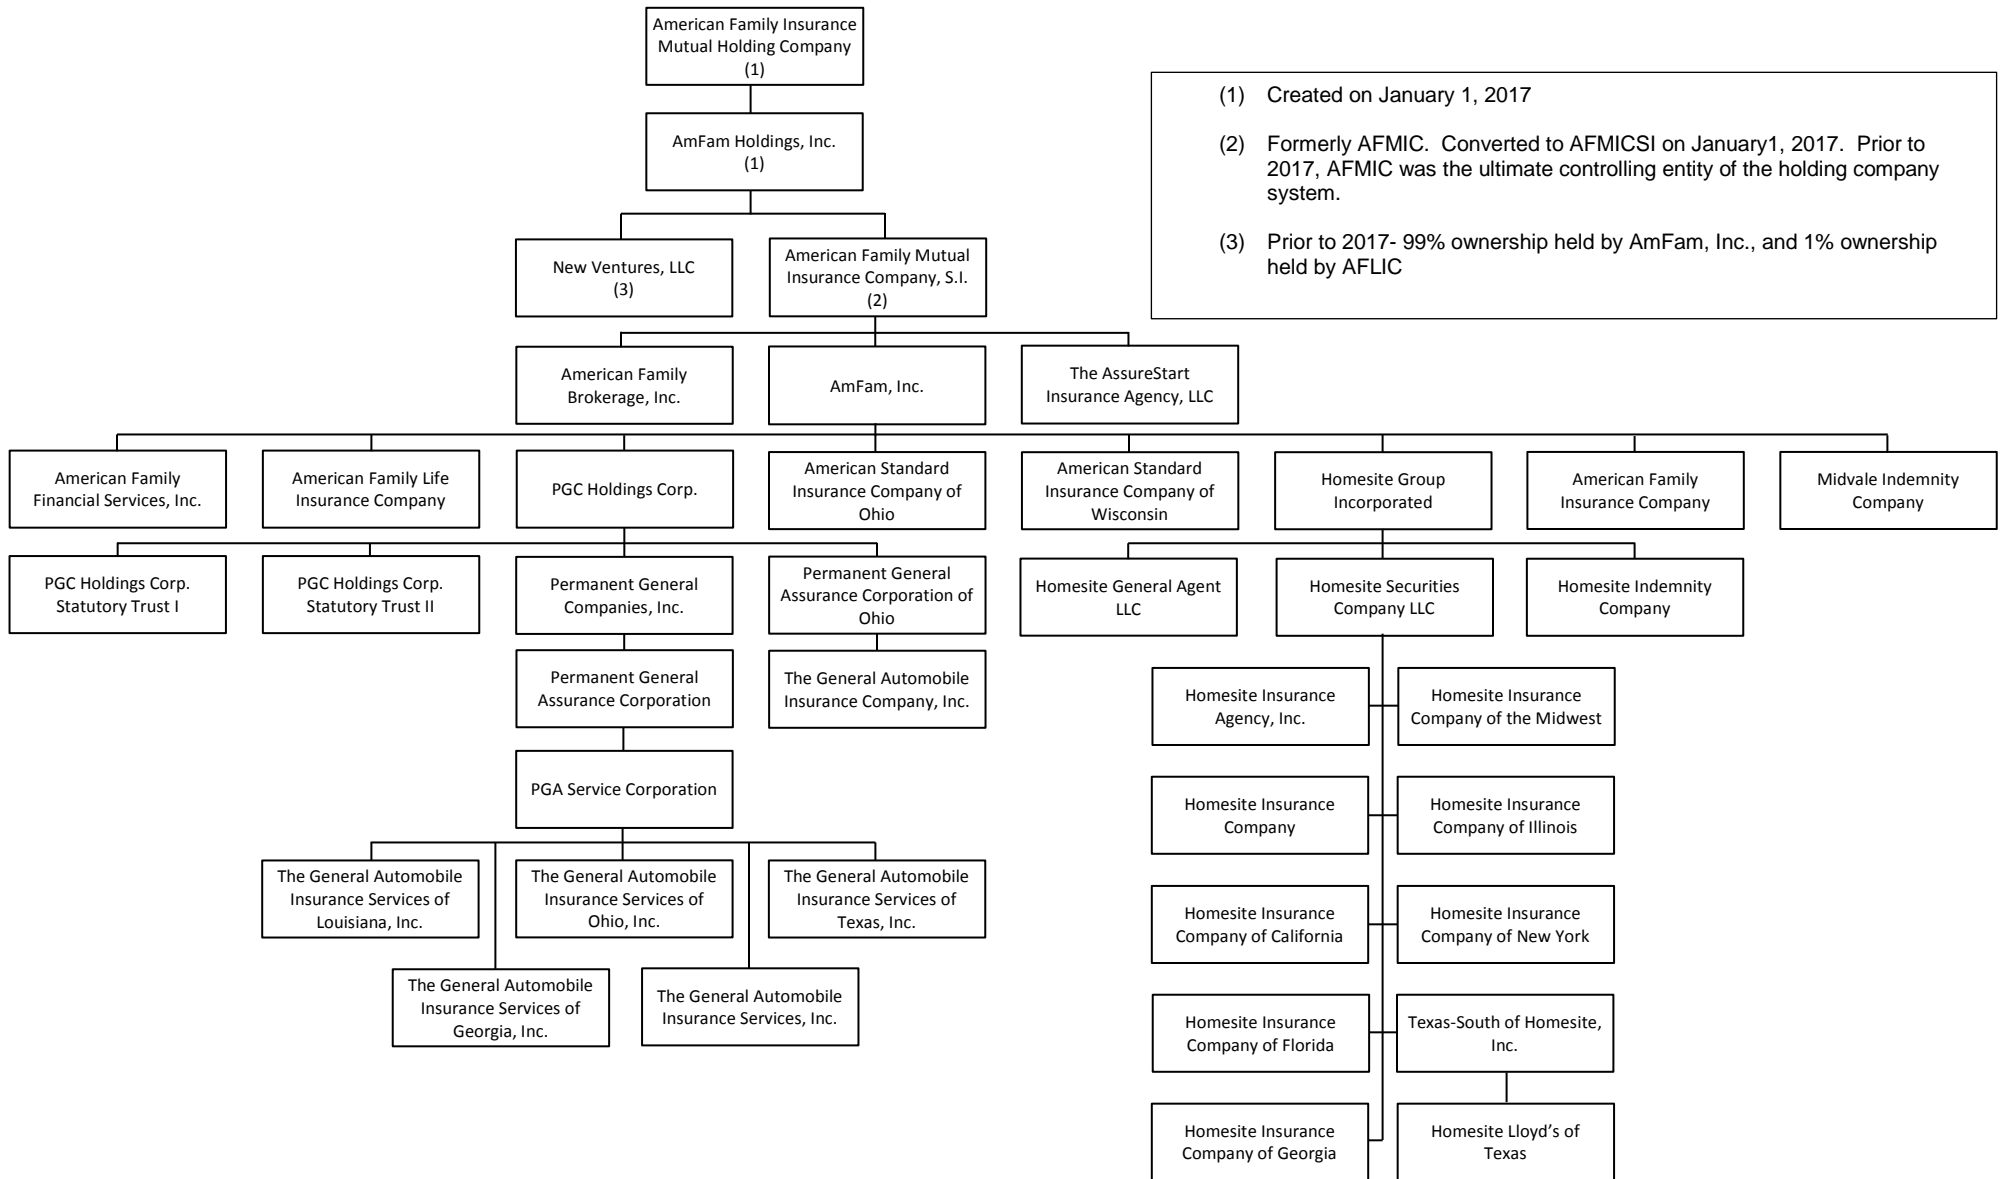 American Family Insurance
Mutual Holding Company
(1)
AmFam Holdings, Inc.
(1)
(1) Created on January 1, 2017
(2) Formerly AFMIC. Converted to AFMICSI on January1, 2017. Prior to
2017, AFMIC was the ultimate controlling entity of the holding company
system.
(3) Prior to 2017- 99% ownership held by AmFam, Inc., and 1% ownership
held by AFLIC
New Ventures, LLC
(3)
American Family Mutual
Insurance Company, S.I.
(2)
American Family
Brokerage, Inc.
AmFam, Inc.
The AssureStart
Insurance Agency, LLC
American Family
Financial Services, Inc.
American Family Life
Insurance Company
PGC Holdings Corp.
American Standard
Insurance Company of
Ohio
American Standard
Insurance Company of
Wisconsin
Homesite Group
Incorporated
American Family
Insurance Company
Midvale Indemnity
Company
PGC Holdings Corp.
Statutory Trust I
PGC Holdings Corp.
Statutory Trust II
Permanent General
Companies, Inc.
Permanent General
Assurance Corporation of
Ohio
Homesite General Agent
LLC
Homesite Securities
Company LLC
Homesite Indemnity
Company
Permanent General
Assurance Corporation
The General Automobile
Insurance Company, Inc.
Homesite Insurance
Agency, Inc.
Homesite Insurance
Company of the Midwest
PGA Service Corporation
Homesite Insurance
Company
Homesite Insurance
Company of Illinois
The General Automobile
Insurance Services of
Louisiana, Inc.
The General Automobile
Insurance Services of
Ohio, Inc.
The General Automobile
Insurance Services of
Texas, Inc.
Homesite Insurance
Company of California
Homesite Insurance
Company of New York
The General Automobile
Insurance Services of
Georgia, Inc.
The General Automobile
Insurance Services, Inc.
Homesite Insurance
Company of Florida
Texas-South of Homesite,
Inc.
Homesite Insurance
Company of Georgia
Homesite Lloyd's of
Texas